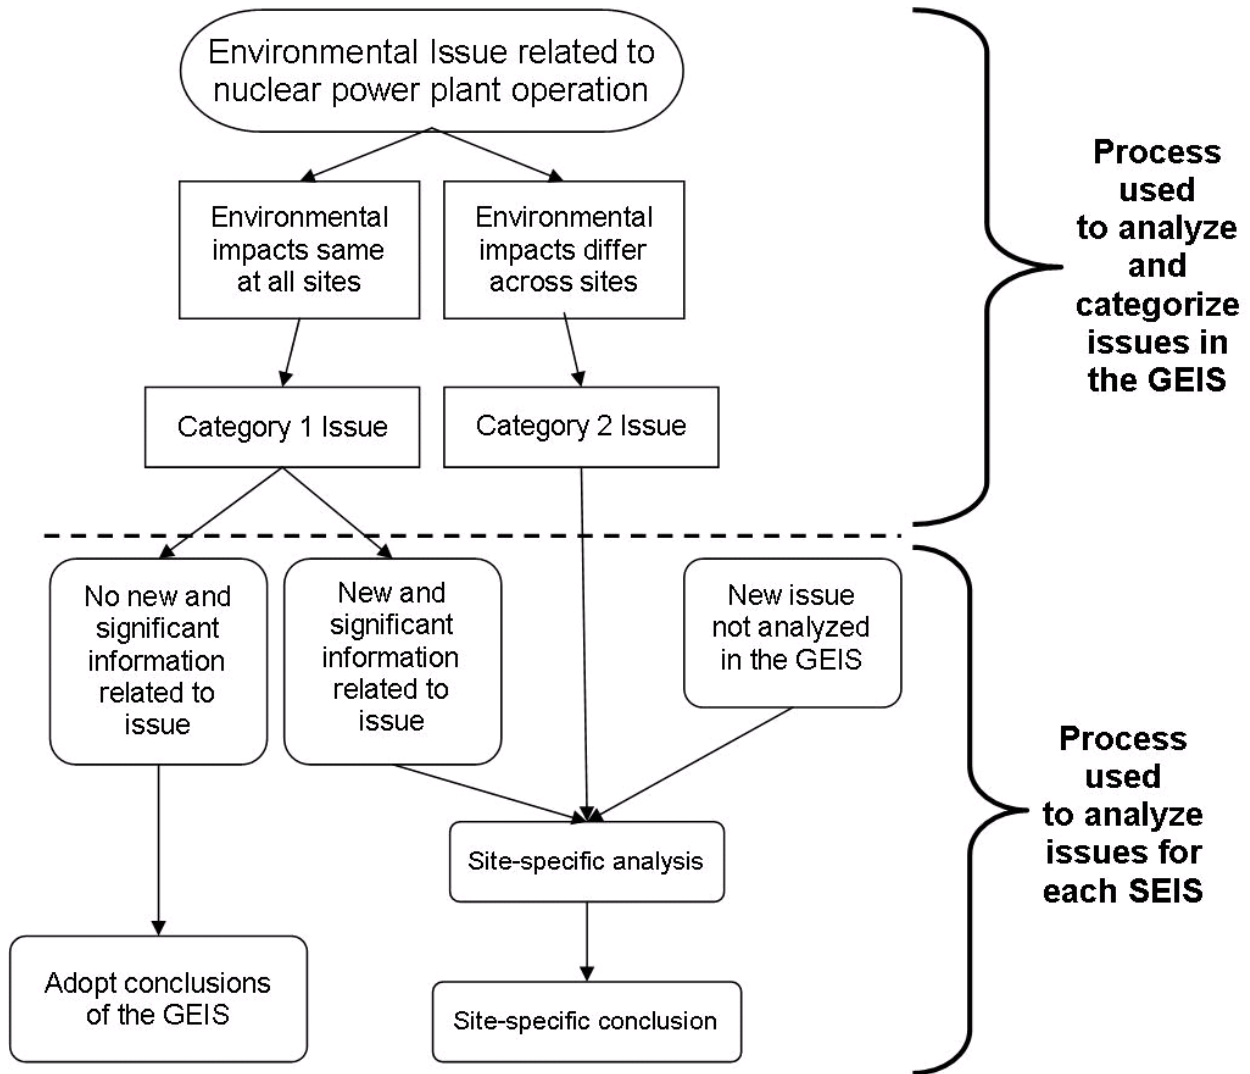 Environmental Issue related to
nuclear power plant operation
Environmental
impacts same
at all sites
Environmental
impacts differ
across sites
Category 1 Issue
Category 2 Issue
Process
used
to analyze
and
categorize
issues in
the GEIS
No new and
significant
information
related to
issue
New and
significant
information
related to
issue
New issue
not analyzed
in the GEIS
Site-specific analysis
Adopt conclusions
of the GEIS
Site-specific conclusion
Process
used
to analyze
issues for
each SEIS